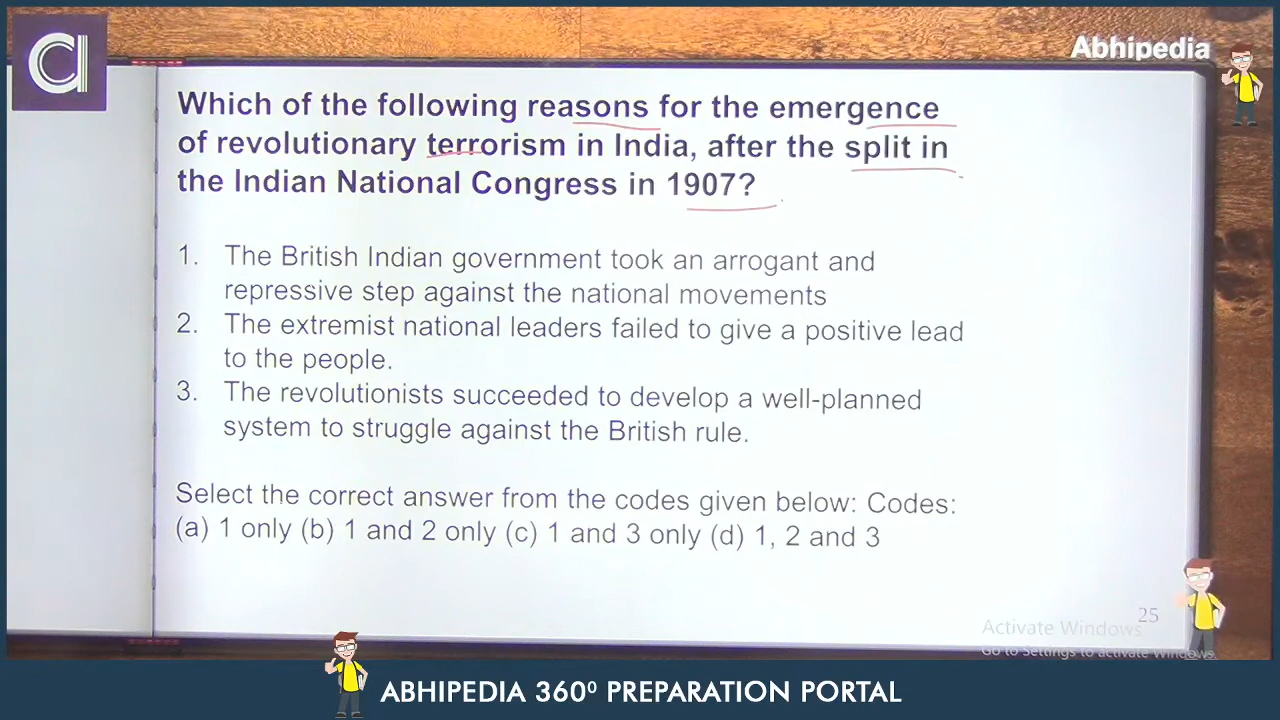 Abhipedia
Which of the following reasons for the emergence
of revolutionary terrorism in India, after the split in
the Indian National Congress in 1907?
1. The British Indian government took an arrogant and
repressive step against the national movements
2. The extremist national leaders failed to give a positive lead
to the people.
3. The revolutionists succeeded to develop a well-planned
system to struggle against the British rule.
Select the correct answer from the codes given below: Codes:
(a) 1 only (b) 1 and 2 only (c) 1 and 3 only (d) 1, 2 and 3
25
Activate Windows
Go to Settings to activate Windows.
ABHIPEDIA 360⁰ PREPARATION PORTAL